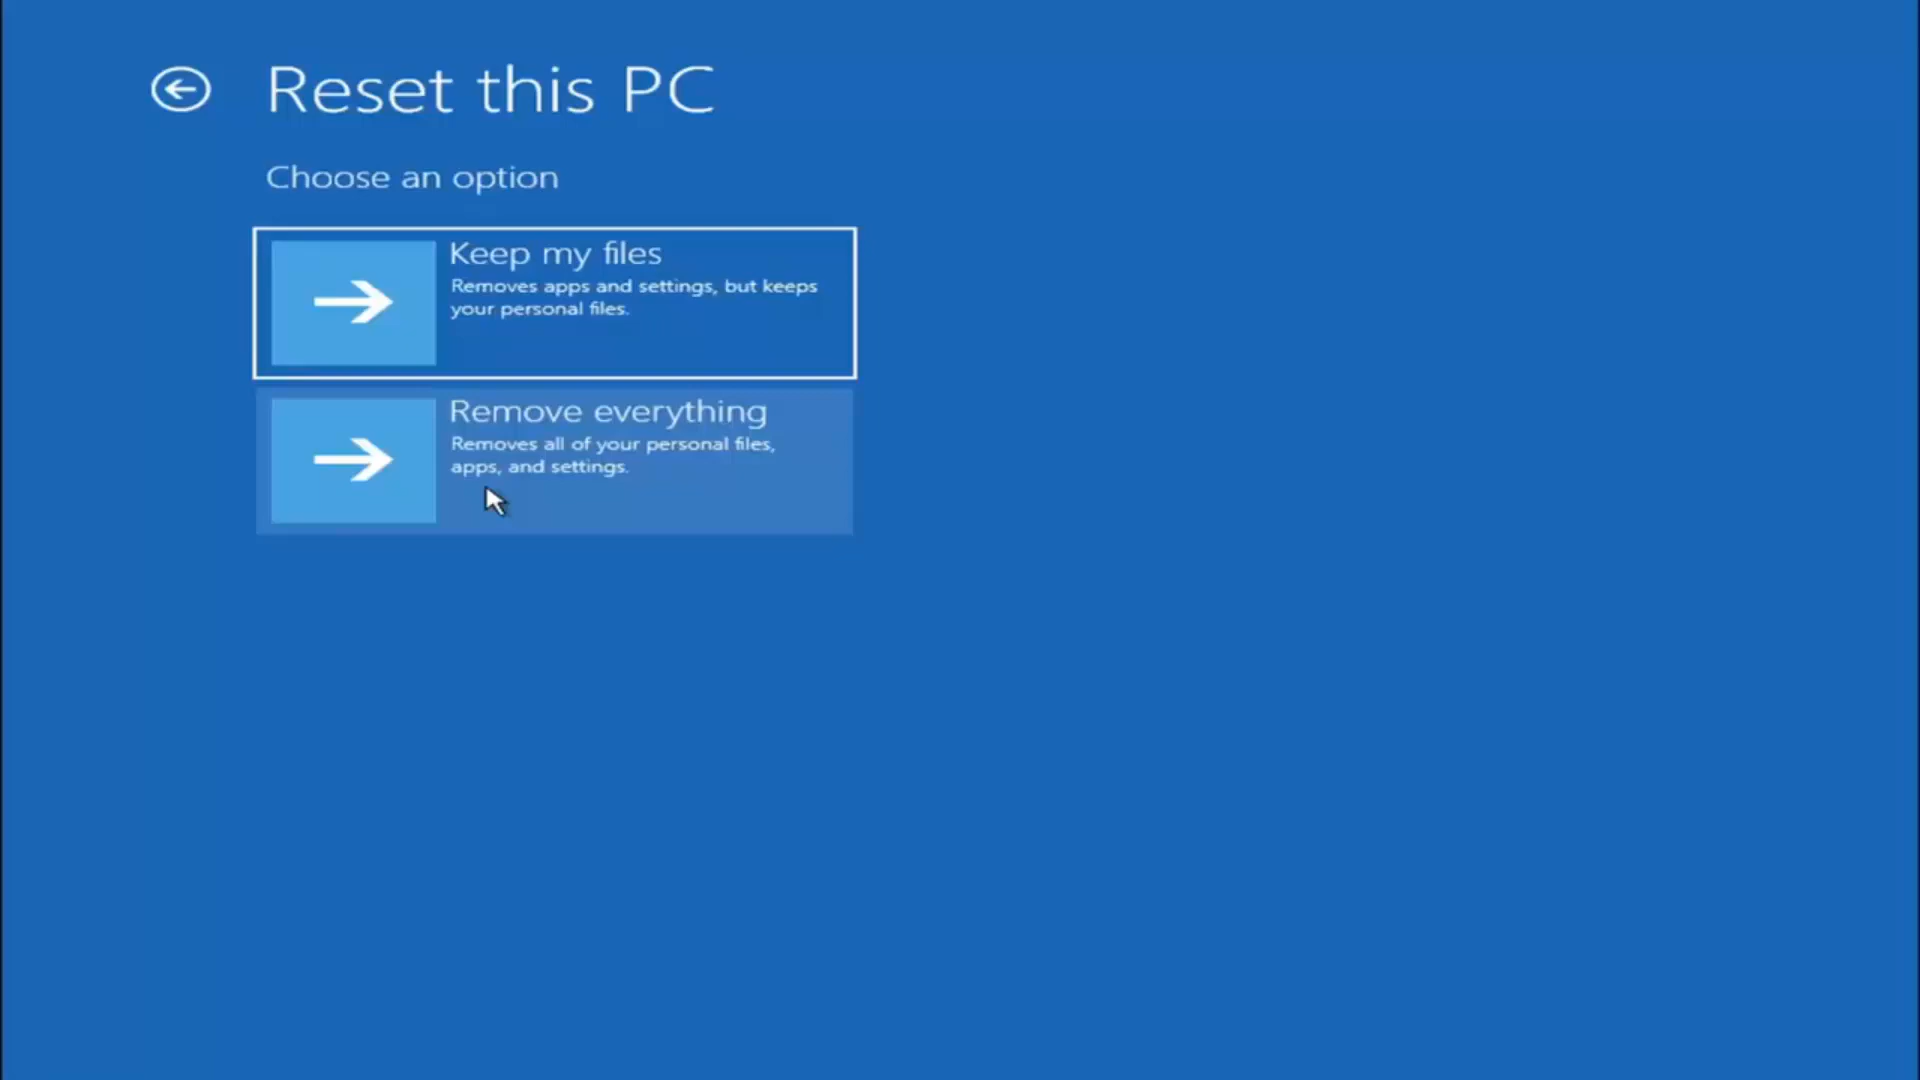 Reset this PC
Choose an option
Keep my files
Removes apps and settings, but keeps
your personal files.
Remove everything
Removes all of your personal files,
apps, and settings.